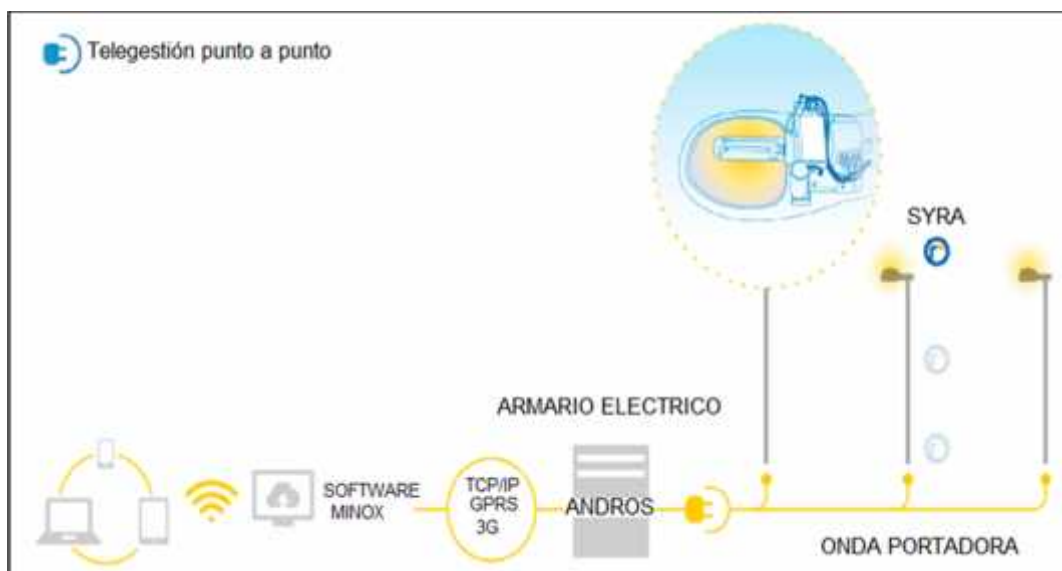 Telegestión punto a punto
SYRA
ARMARIO ELECTRICO
SOFTWARE
MINOX
TCP/IP
GPRS
3G
ANDROS
ONDA PORTADORA